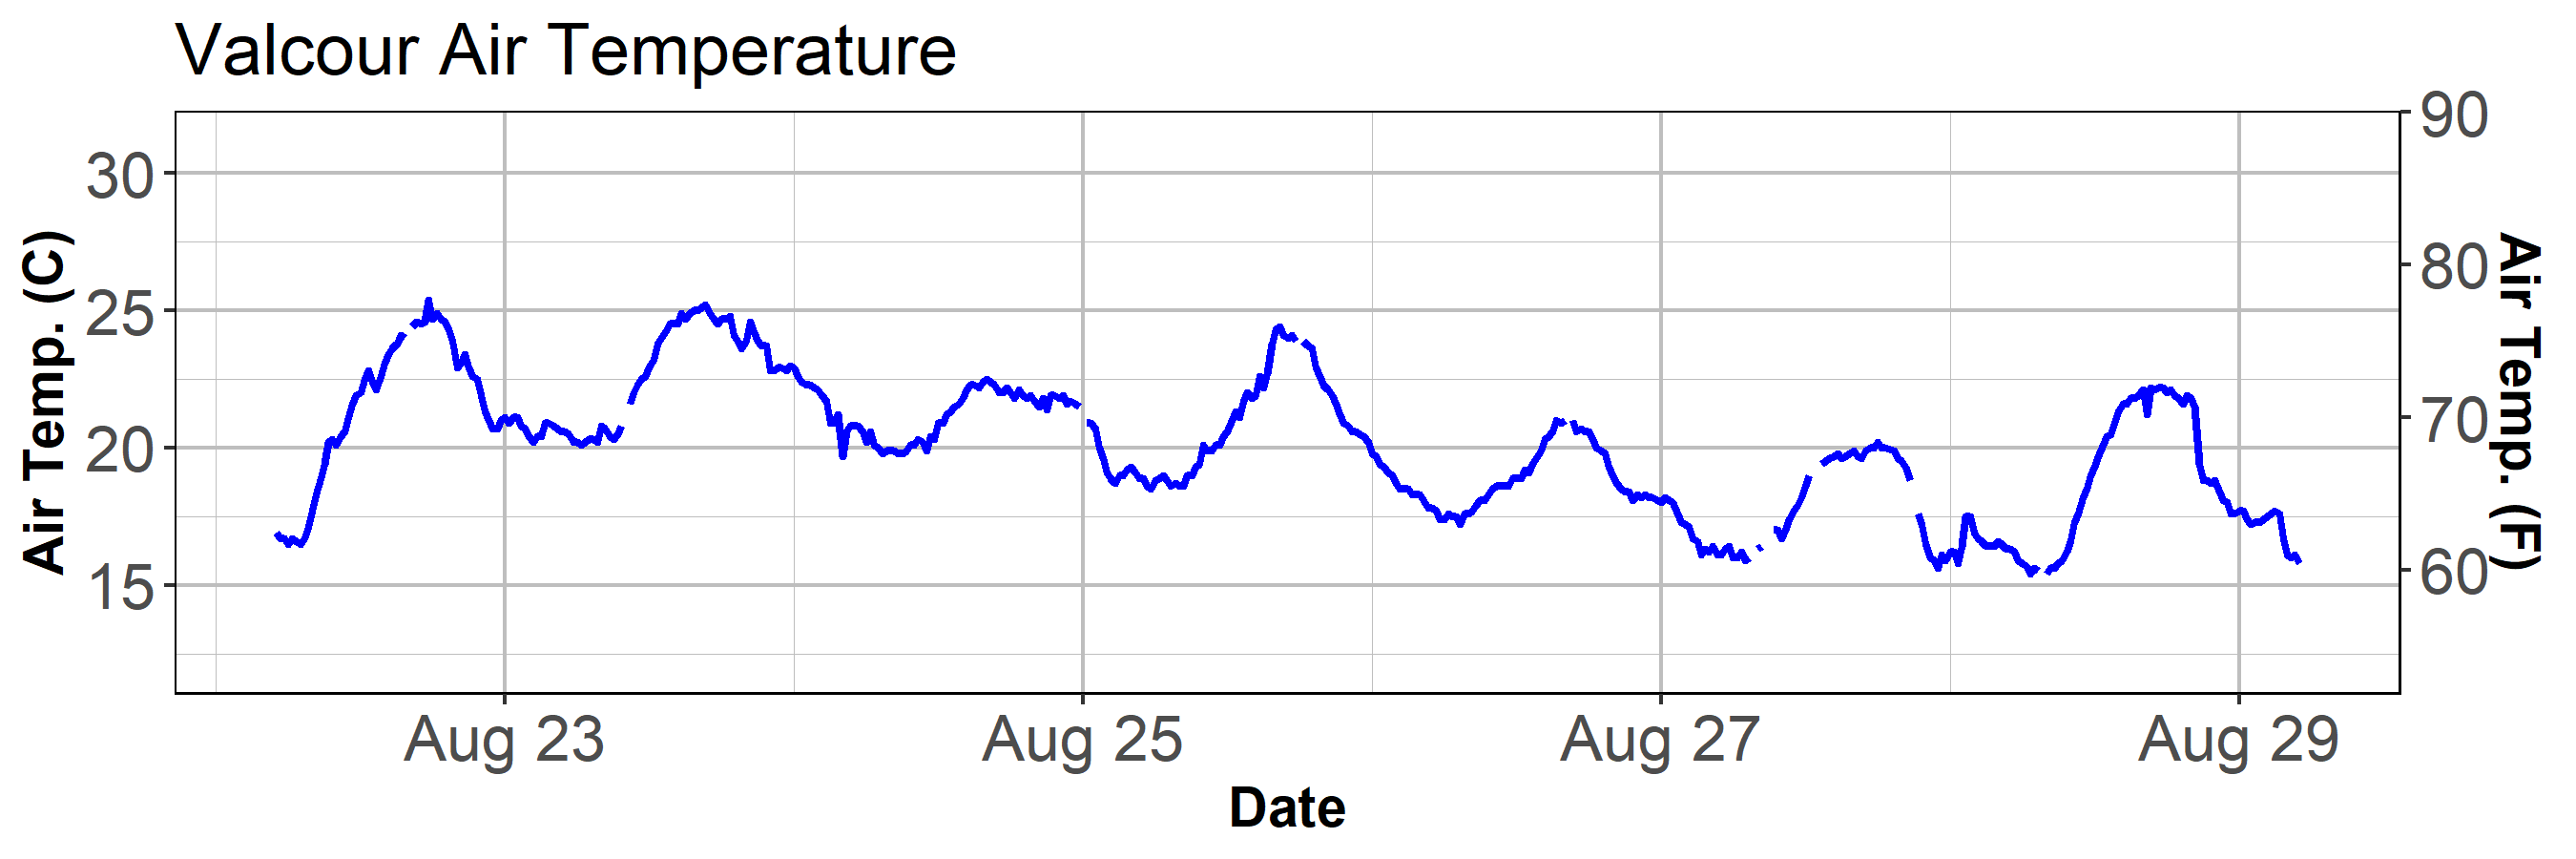 Valcour Air Temperature
Air Temp. (C)
30
25
20
15
90
80
70
60
Air Temp. (F)
Aug 23
Aug 25
Aug 27
Aug 29
Date